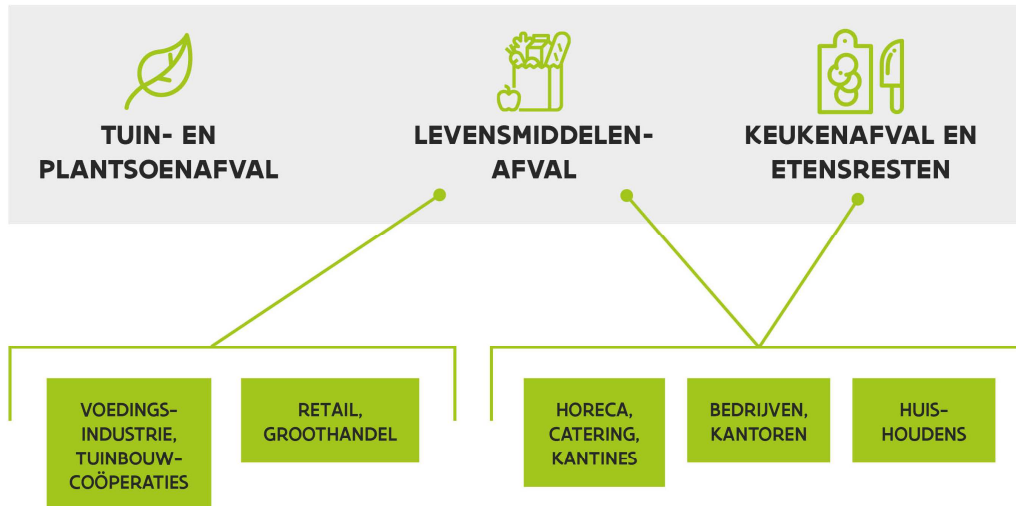 TUIN- EN
PLANTSOENAFVAL
LEVENSMIDDELEN-
AFVAL
KEUKENAFVAL EN
ETENSRESTEN
VOEDINGS-
INDUSTRIE,
TUINBOUW-
COÖPERATIES
RETAIL,
GROOTHANDEL
HORECA,
CATERING,
KANTINES
BEDRIJVEN,
KANTOREN
HUIS-
HOUDENS